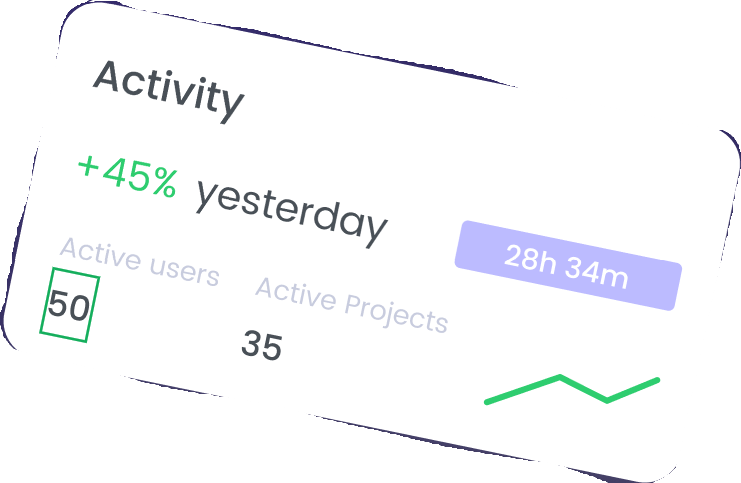 Activity
+45% yesterday
28h 34m
Active users Active Projects
50 35